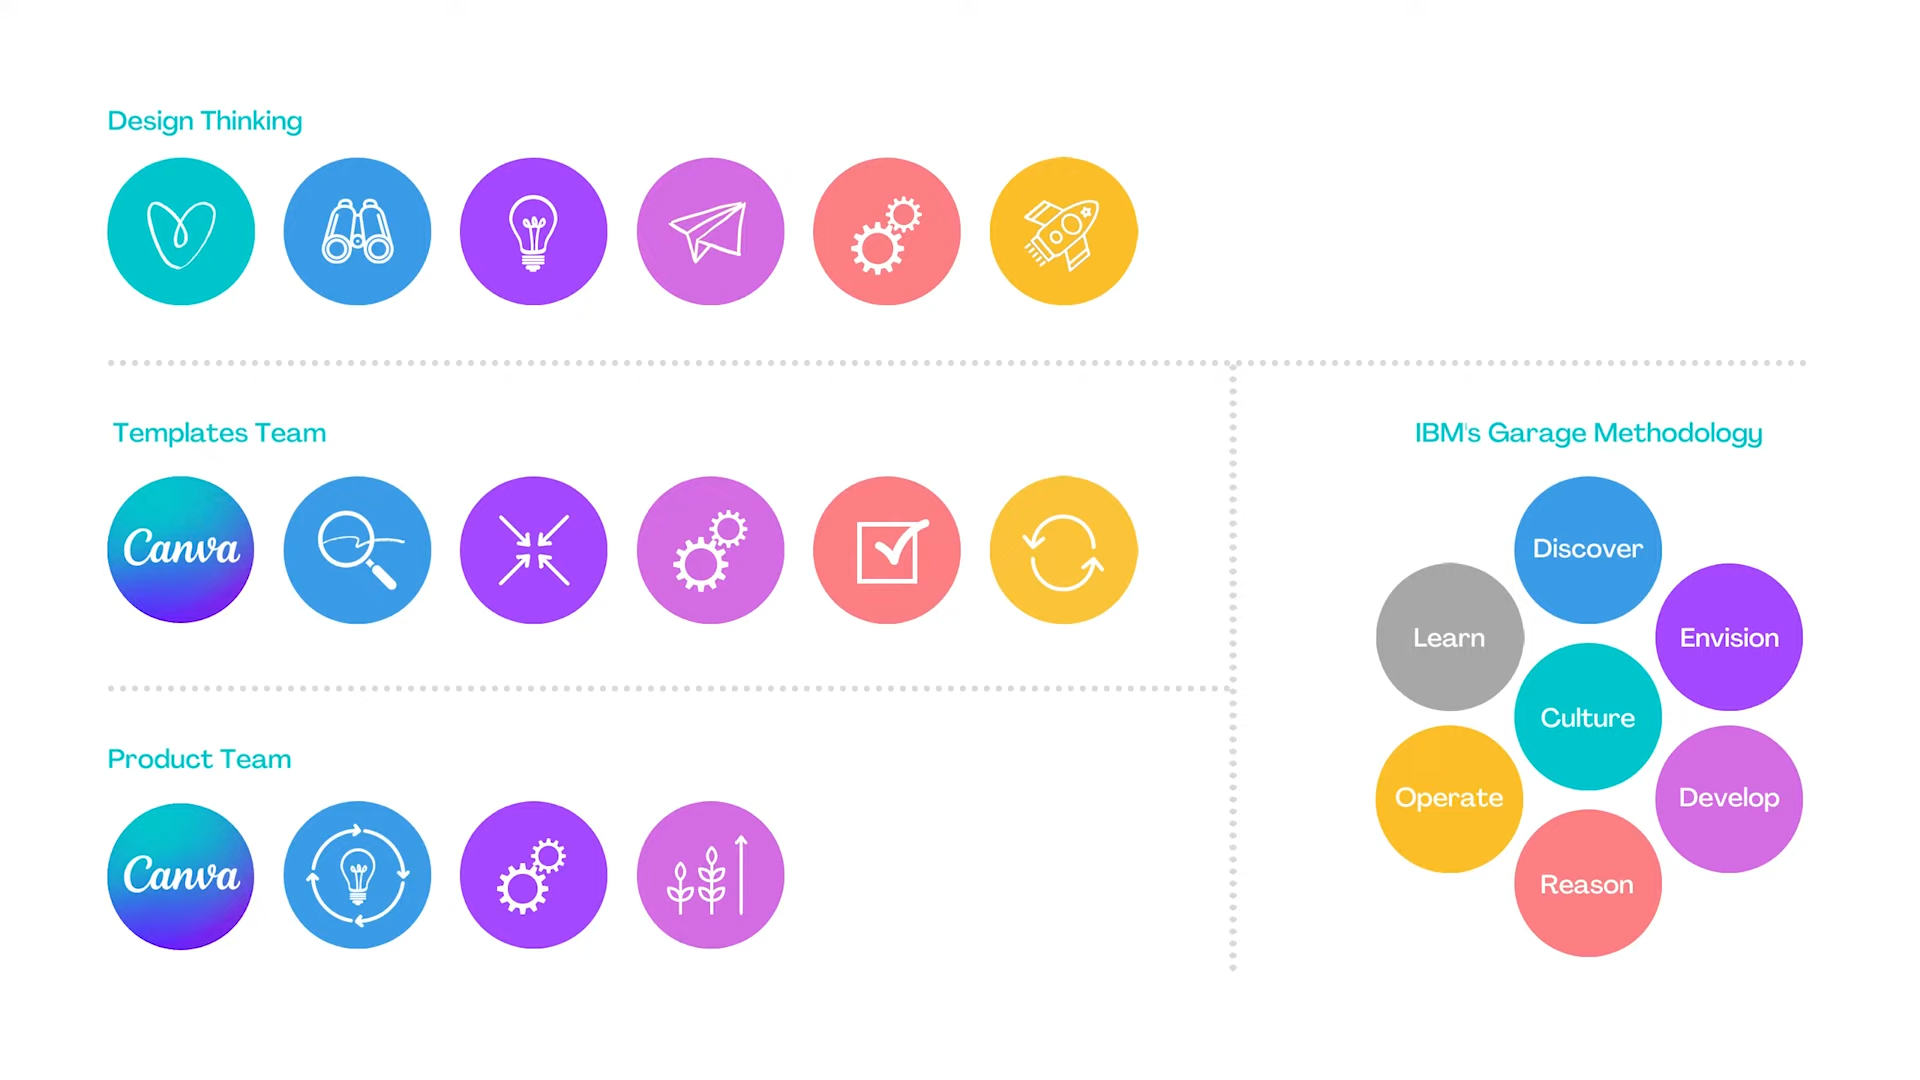 Design Thinking
Templates Team
Canva
Product Team
Canva
IBM's Garage Methodology
Discover
Learn
Envision
Culture
Operate
Develop
Reason